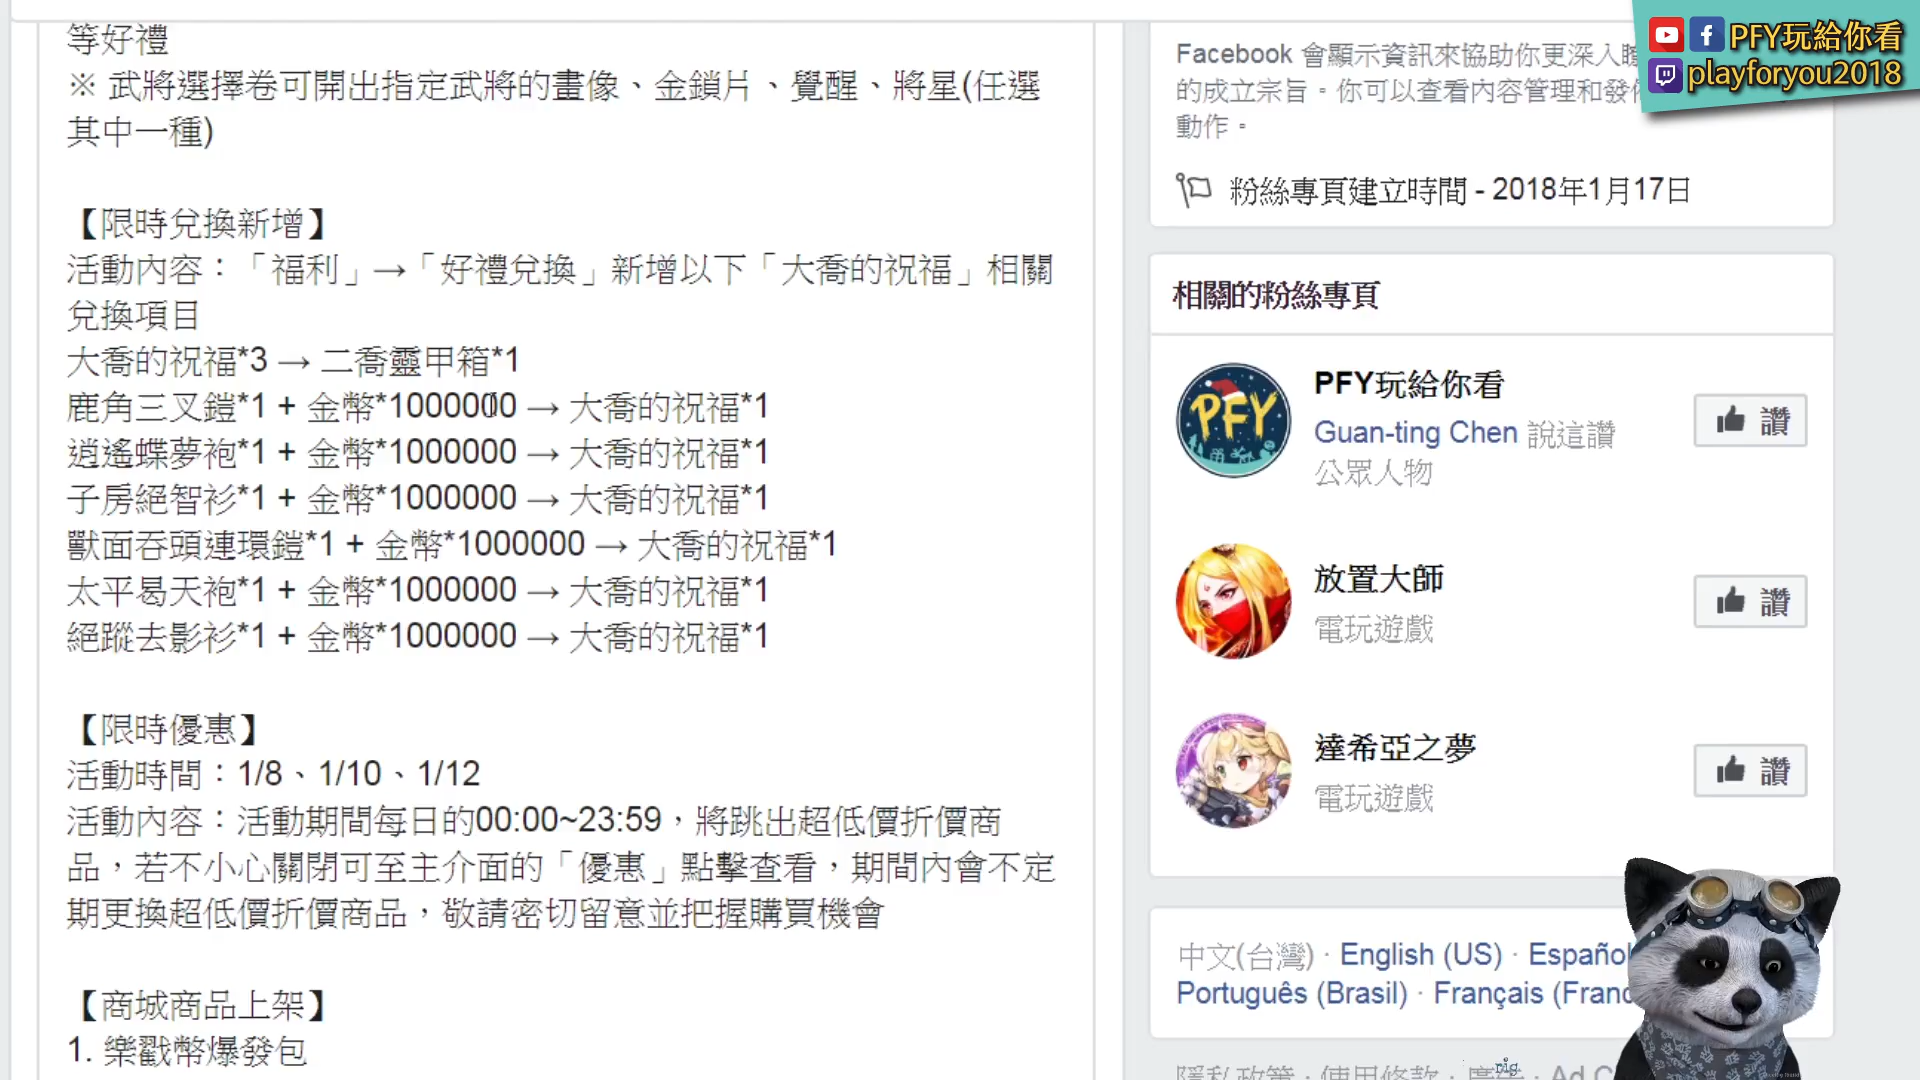 等好禮
※ 武將選擇卷可開出指定武將的畫像、金鎖片、覺醒、將星(任選
其中一種)
【限時兌換新增】
活動內容：「福利」→「好禮兌換」新增以下「大喬的祝福」相關
兌換項目
大喬的祝福*3 → 二喬靈甲箱*1
鹿角三叉鎧*1 + 金幣*1000000 → 大喬的祝福*1
逍遙蝶夢袍*1 + 金幣*1000000 → 大喬的祝福*1
子房絕智衫*1 + 金幣*1000000 → 大喬的祝福*1
獸面吞頭連環鎧*1 + 金幣*1000000 → 大喬的祝福*1
太平曷天袍*1 + 金幣*1000000 → 大喬的祝福*1
絕蹤去影衫*1 + 金幣*1000000 → 大喬的祝福*1
【限時優惠】
活動時間：1/8、1/10、1/12
活動內容：活動期間每日的00:00~23:59，將跳出超低價折價商
品，若不小心關閉可至主介面的「優惠」點擊查看，期間內會不定
期更換超低價折價商品，敬請密切留意並把握購買機會
【商城商品上架】
1. 樂戳幣爆發包
Facebook 會顯示資訊來協助你更深入
的成立宗旨。你可以查看內容管理和發
動作。
粉絲專頁建立時間 - 2018年1月17日
相關的粉絲專頁
PFY
PFY玩給你看
Guan-ting Chen 說這讚
公眾人物
讚
放置大師
電玩遊戲
讚
達希亞之夢
電玩遊戲
讚
中文(台灣) · English (US) · Español
Português (Brasil) · Français (Franc
隱私政策 · 使用條款 · 廣告 · Ad C
PFY玩給你看
playforyou2018
rig